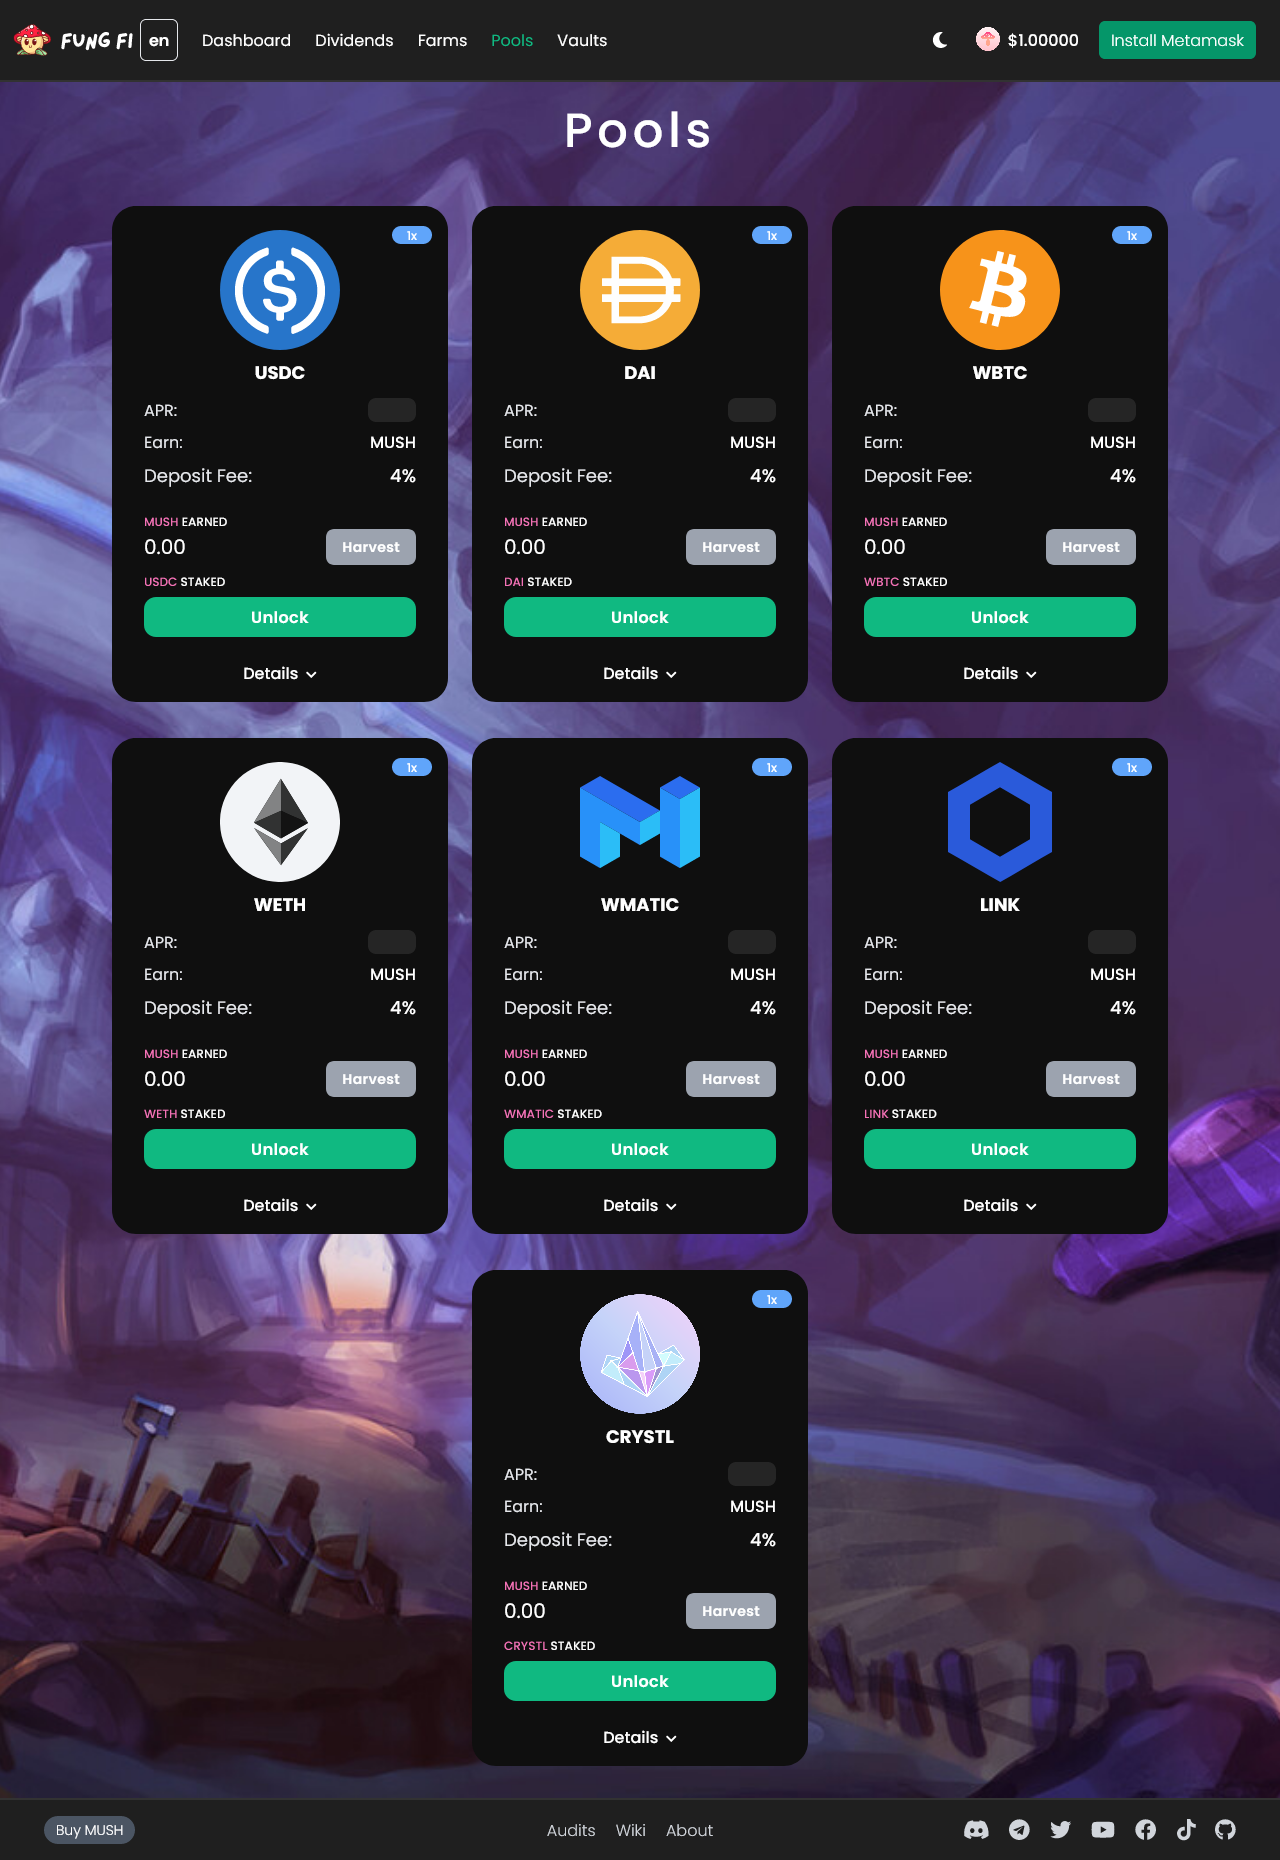 FUNG FI en Dashboard Dividends Farms Pools Vaults $1.00000 Install Metamask
Pools
1x
USDC
APR:
Earn: MUSH
Deposit Fee: 4%
MUSH EARNED
0.00 Harvest
USDC STAKED
Unlock
Details
1x
DAI
APR:
Earn: MUSH
Deposit Fee: 4%
MUSH EARNED
0.00 Harvest
DAI STAKED
Unlock
Details
1x
WBTC
APR:
Earn: MUSH
Deposit Fee: 4%
MUSH EARNED
0.00 Harvest
WBTC STAKED
Unlock
Details
1x
WETH
APR:
Earn: MUSH
Deposit Fee: 4%
MUSH EARNED
0.00 Harvest
WETH STAKED
Unlock
Details
1x
WMATIC
APR:
Earn: MUSH
Deposit Fee: 4%
MUSH EARNED
0.00 Harvest
WMATIC STAKED
Unlock
Details
1x
LINK
APR:
Earn: MUSH
Deposit Fee: 4%
MUSH EARNED
0.00 Harvest
LINK STAKED
Unlock
Details
1x
CRYSTL
APR:
Earn: MUSH
Deposit Fee: 4%
MUSH EARNED
0.00 Harvest
CRYSTL STAKED
Unlock
Details
Buy MUSH Audits Wiki About